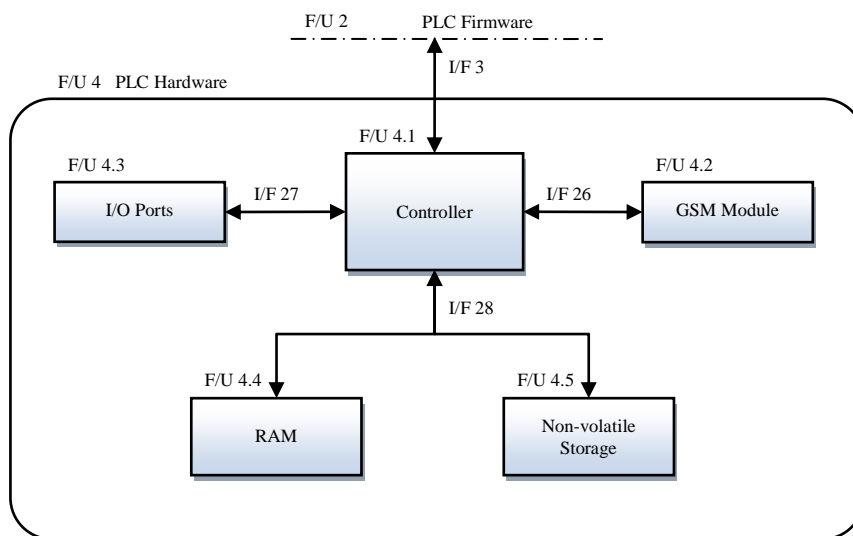 F/U 2 PLC Firmware
I/F 3
F/U 4 PLC Hardware
F/U 4.1
F/U 4.3
F/U 4.2
I/O Ports
I/F 27
Controller
I/F 26
GSM Module
I/F 28
F/U 4.4
F/U 4.5
RAM
Non-volatile
Storage